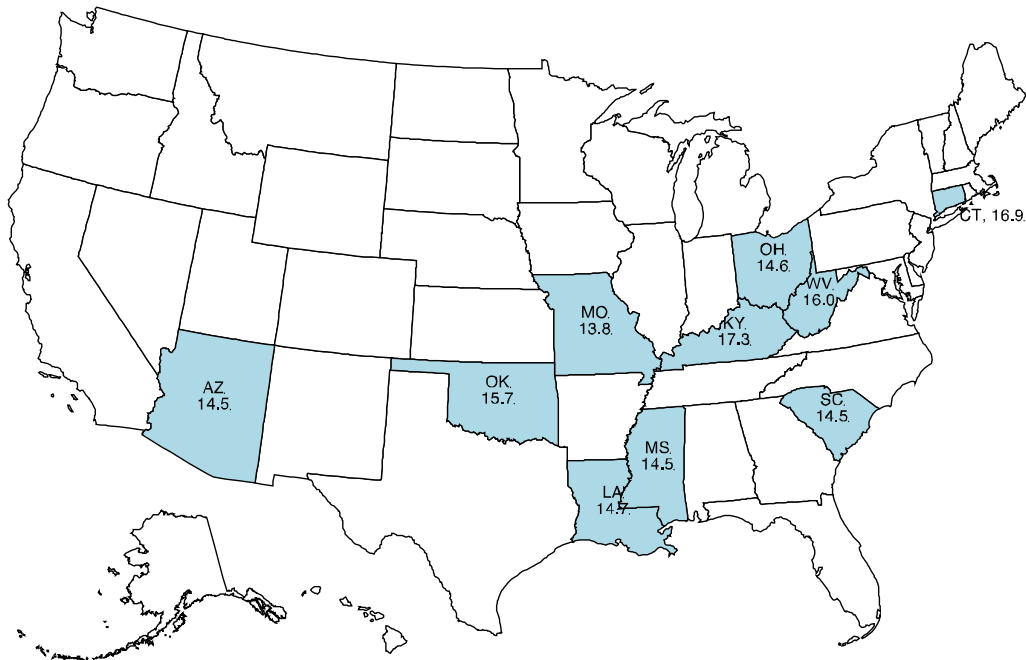 CT, 16.9.
OH.
14.6.
WV.
16.0
MO.
13.8.
KY.
17.3.
AZ.
14.5.
OK.
15.7.
SC.
14.5.
MS.
14.5.
LA.
14.7.